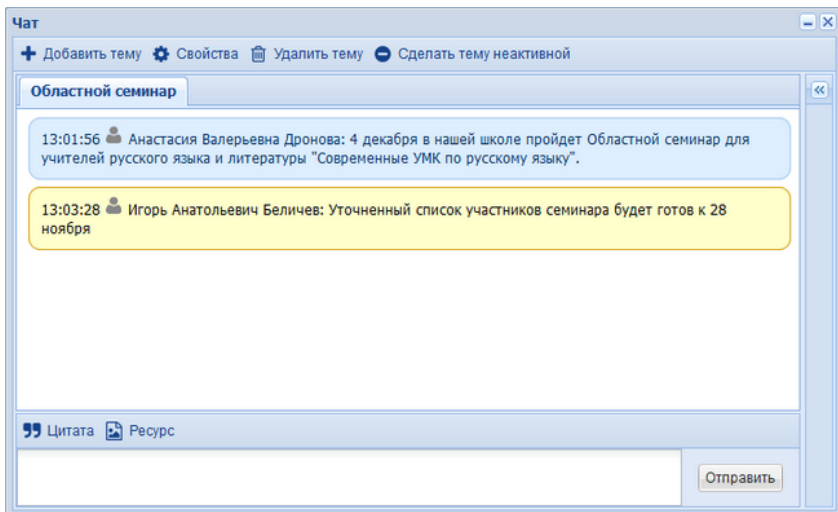 Чат
Добавить тему Свойства Удалить тему Сделать тему неактивной
Областной семинар
13:01:56 Анастасия Валерьевна Дронова: 4 декабря в нашей школе пройдет Областной семинар для
учителей русского языка и литературы "Современные УМК по русскому языку".
13:03:28 Игорь Анатольевич Беличев: Уточненный список участников семинара будет готов к 28
ноября
Цитата Ресурс
Отправить